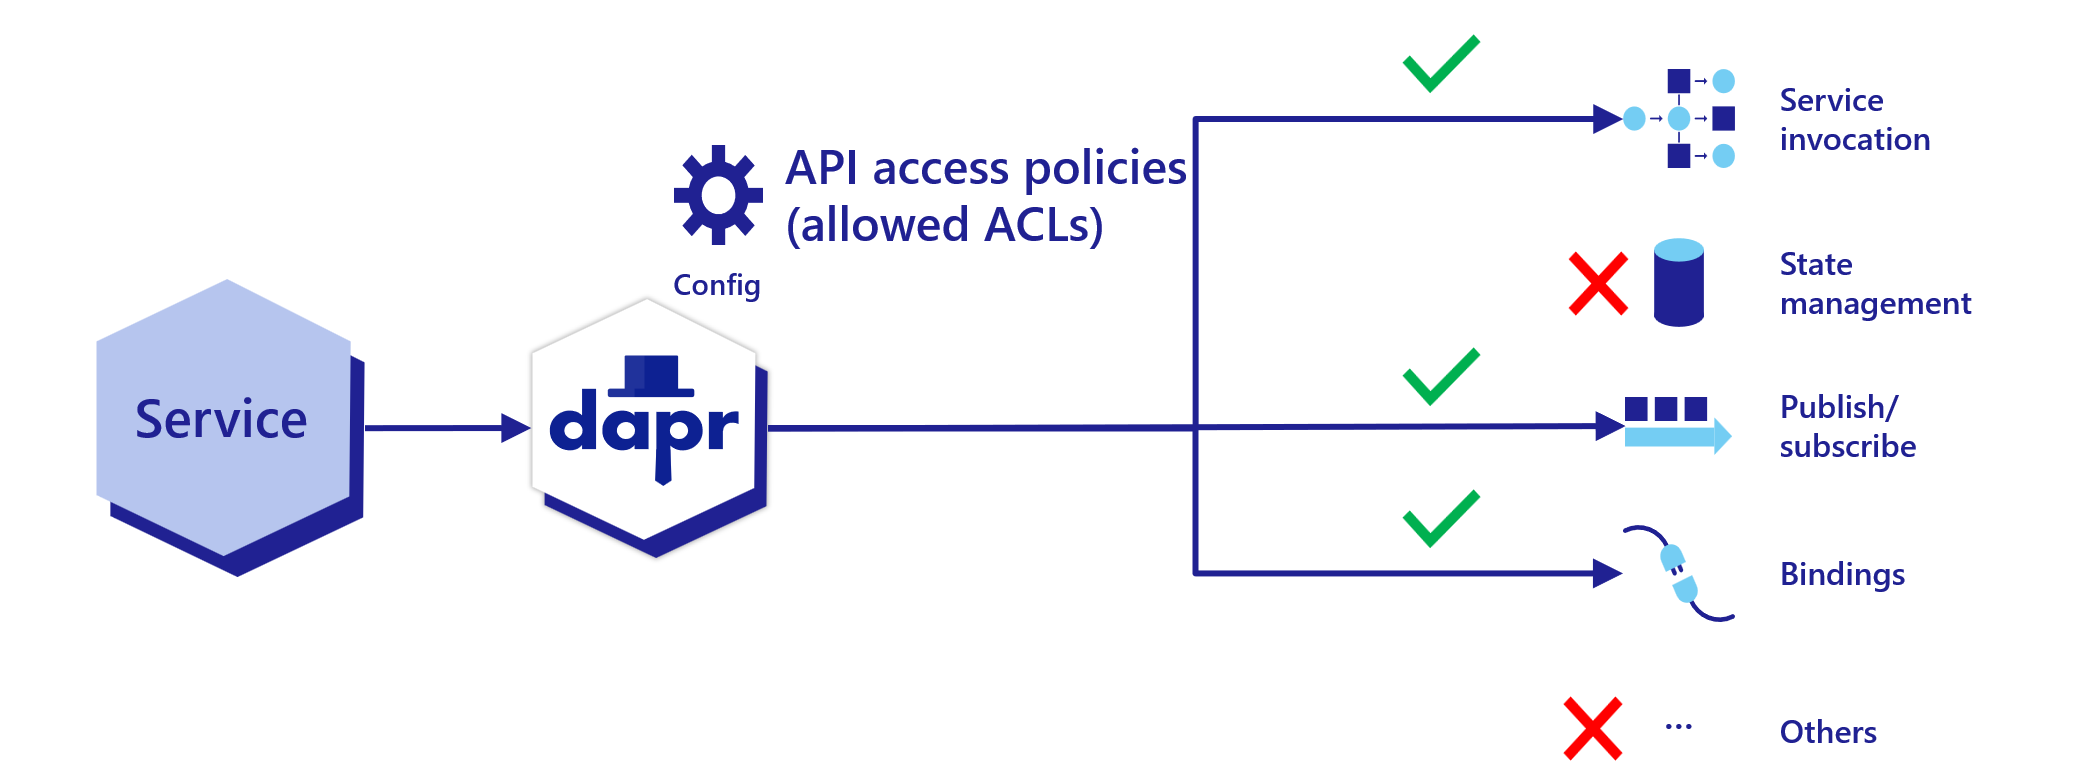 Service
dapr
Config
API access policies
(allowed ACLs)
Service
invocation
State
management
Publish/
subscribe
Bindings
...
Others